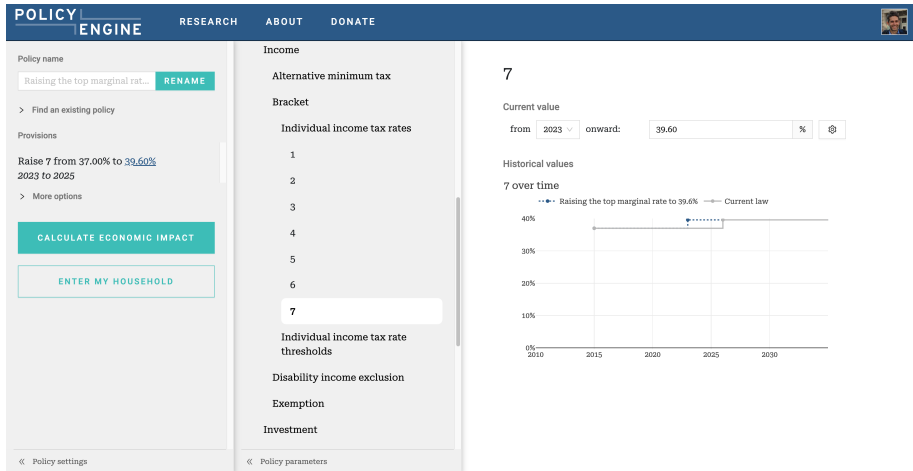 POLICY
ENGINE
RESEARCH
ABOUT
DONATE
Policy name
Raising the top marginal rat...
RENAME
Find an existing policy
Provisions
Raise 7 from 37.00% to 39.60%
2023 to 2025
More options
CALCULATE ECONOMIC IMPACT
ENTER MY HOUSEHOLD
Policy settings
Income
Alternative minimum tax
Bracket
Individual income tax rates
1
2
3
4
5
6
7
Individual income tax rate
thresholds
Disability income exclusion
Exemption
Investment
Policy parameters
7
Current value
from 2023 onward: 39.60 %
Historical values
7 over time
Raising the top marginal rate to 39.6% Current law
40%
30%
20%
10%
0%
2010 2015 2020 2025 2030